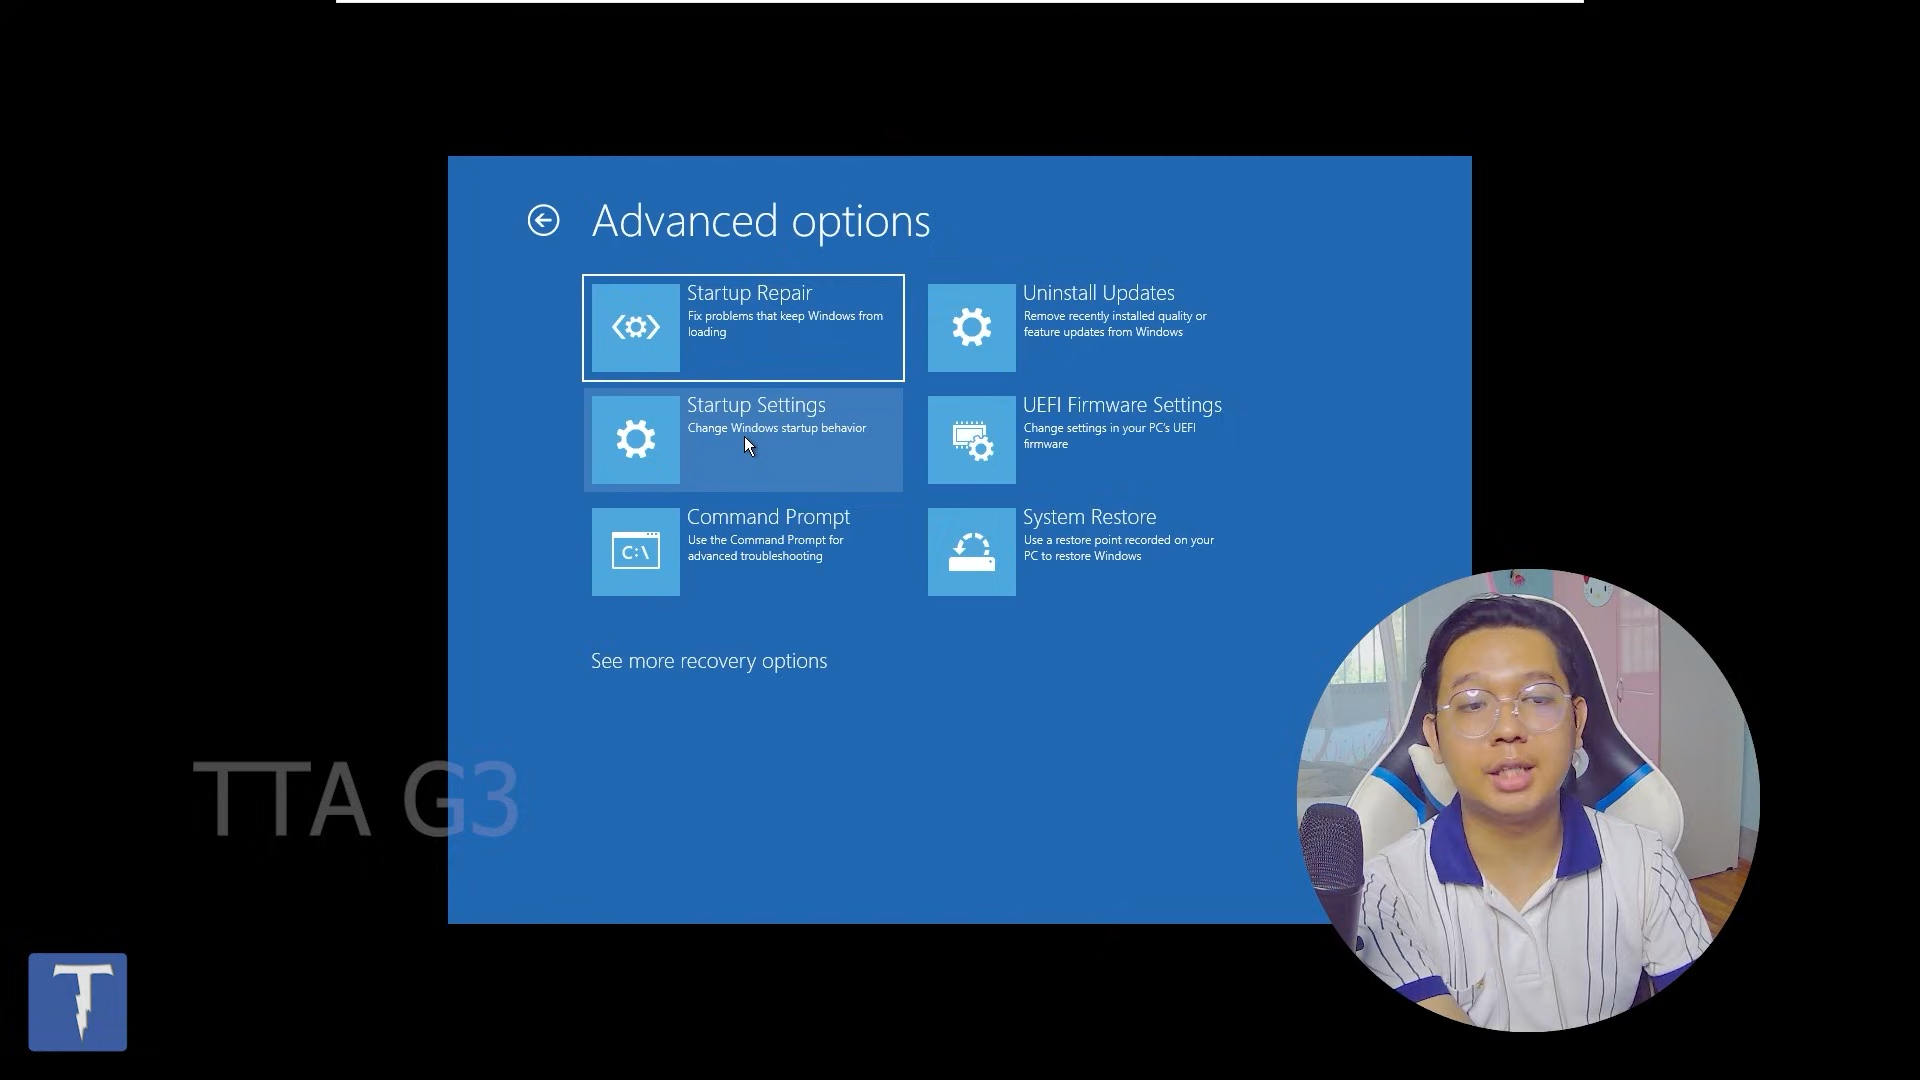 Advanced options
Startup Repair
Fix problems that keep Windows from
loading
Uninstall Updates
Remove recently installed quality or
feature updates from Windows
Startup Settings
Change Windows startup behavior
UEFI Firmware Settings
Change settings in your PC's UEFI
firmware
Command Prompt
Use the Command Prompt for
advanced troubleshooting
C:\
System Restore
Use a restore point recorded on your
PC to restore Windows
See more recovery options
TTA G3
T